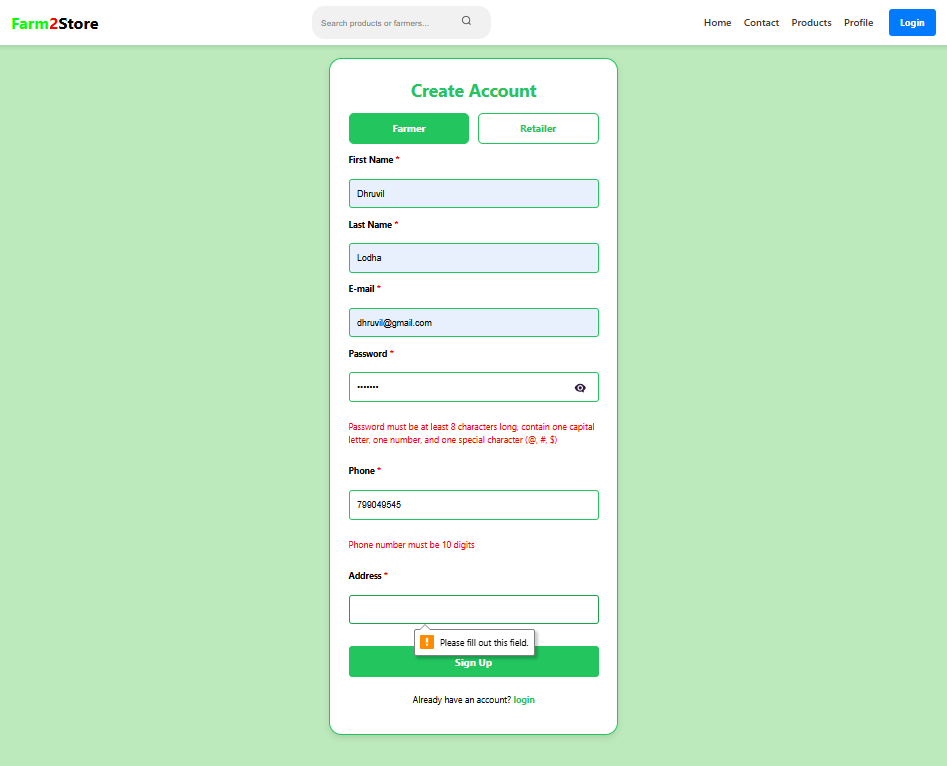 Farm2Store
Search products or farmers...
Home Contact Products Profile Login
Create Account
Farmer Retailer
First Name *
Dhruvil
Last Name *
Lodha
E-mail *
dhruvil@gmail.com
Password *
•••••••
Password must be at least 8 characters long, contain one capital
letter, one number, and one special character (@, #, $)
Phone *
799049545
Phone number must be 10 digits
Address *
Please fill out this field.
Sign Up
Already have an account? login